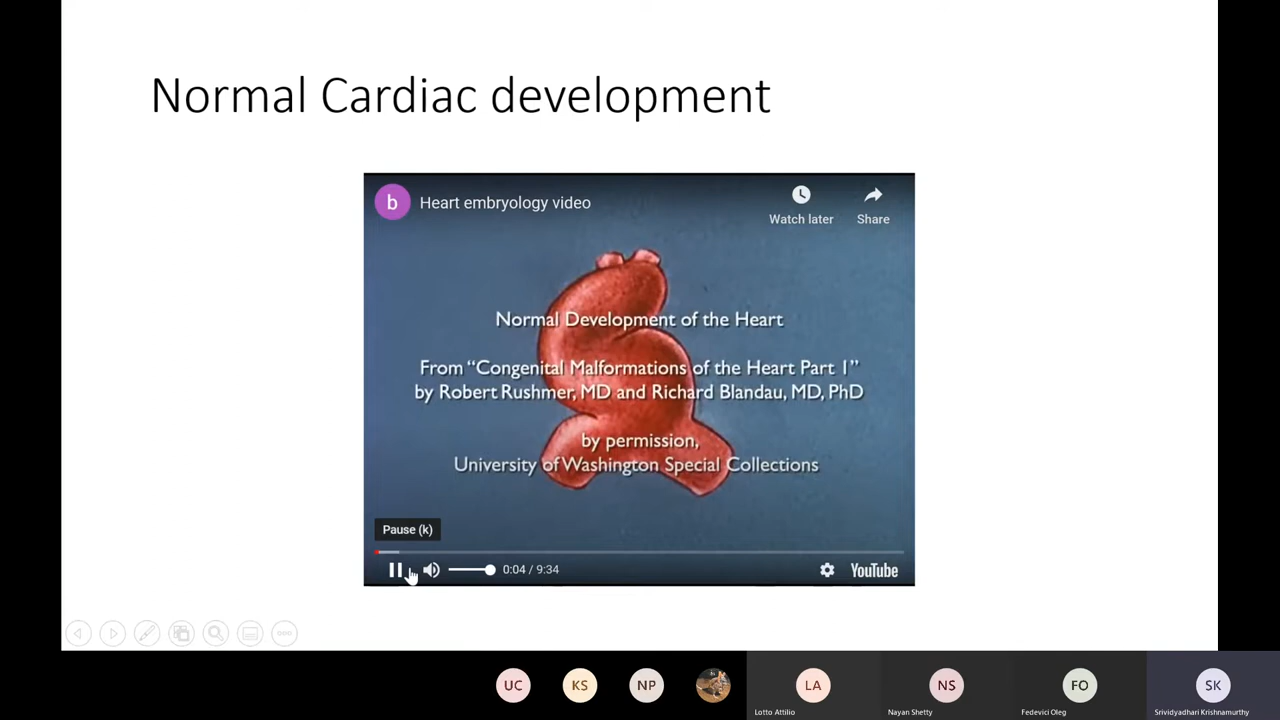 Normal Cardiac development
b
Heart embryology video
Watch later
Share
Normal Development of the Heart
From “Congenital Malformations of the Heart Part 1”
by Robert Rushmer, MD and Richard Blandau, MD, PhD
by permission,
University of Washington Special Collections
Pause (k)
0:04 / 9:34
YouTube
UC
KS
NP
LA
NS
FO
SK
Lotto Attilio
Nayan Shetty
Fedevici Oleg
Srividyadhari Krishnamurthy